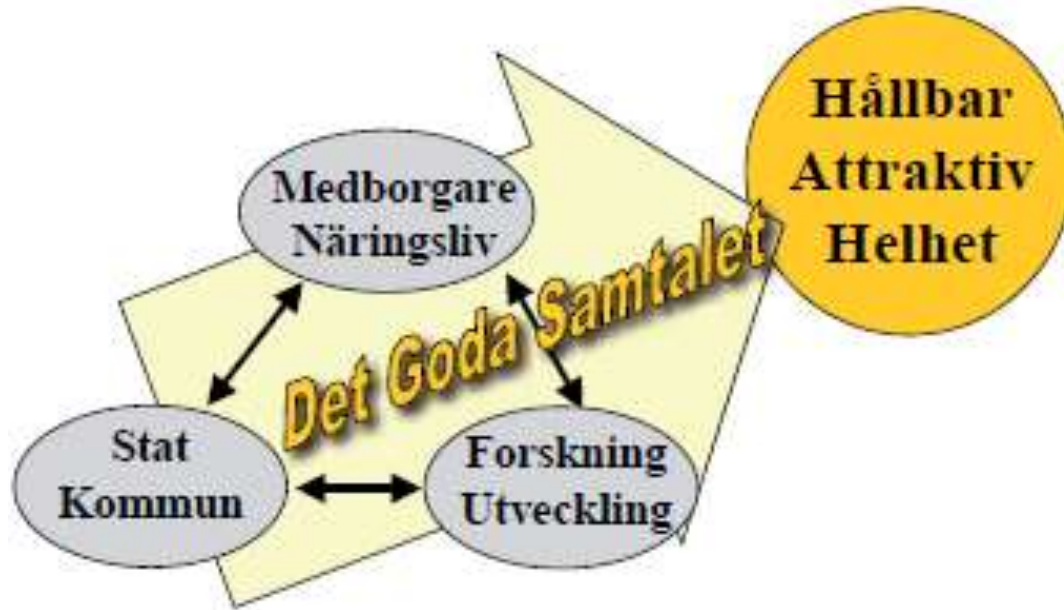 Hållbar
Attraktiv
Helhet
Medborgare
Näringsliv
Det Goda Samtalet
Stat
Kommun
Forskning
Utveckling